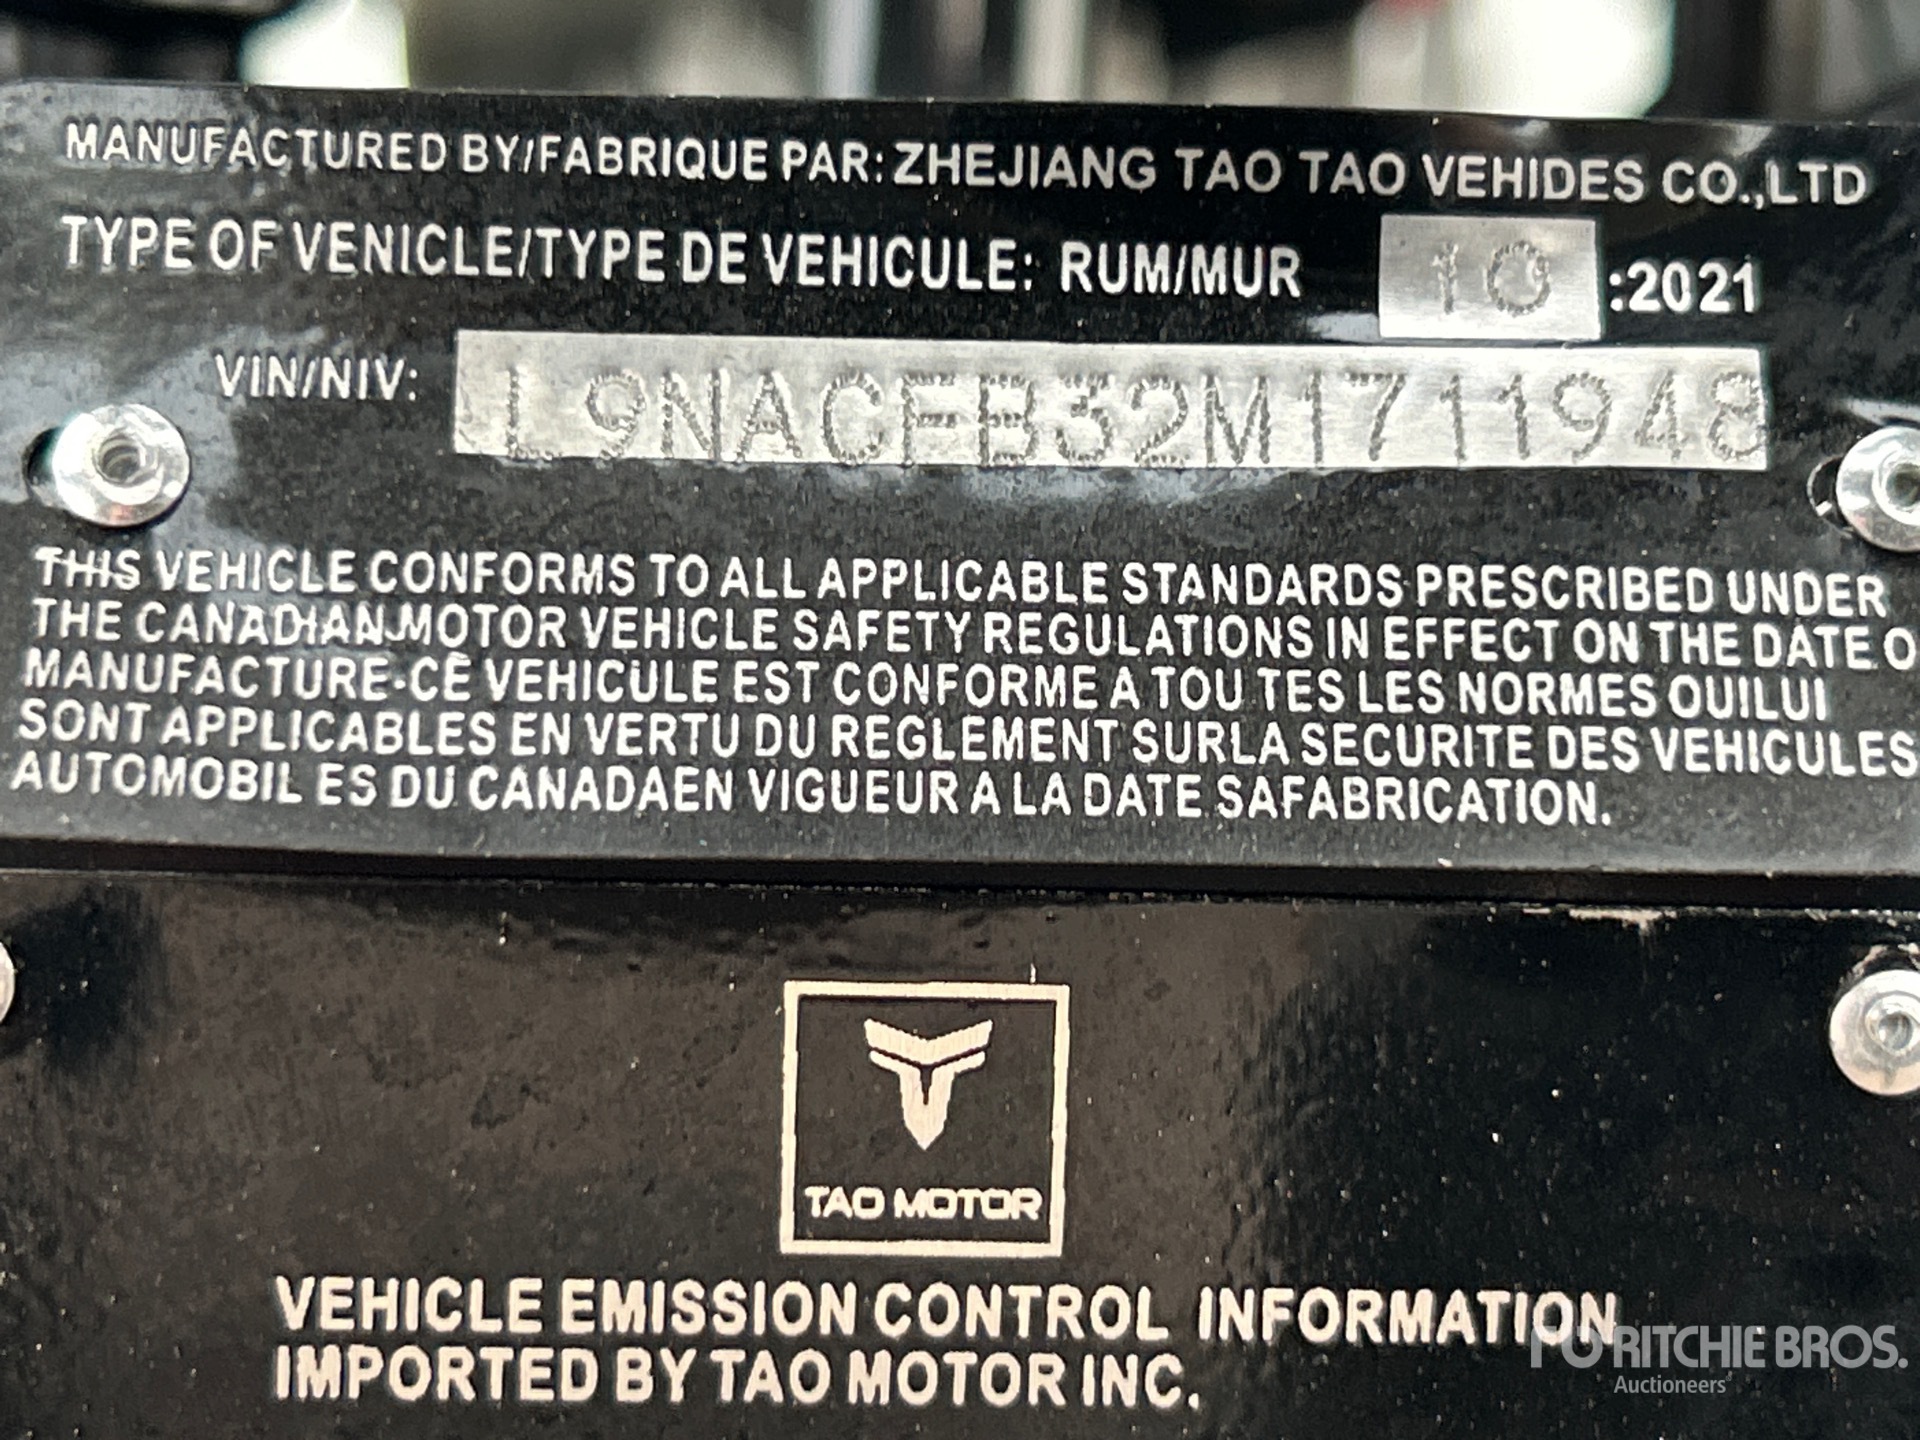 MANUFACTURED BY/FABRIQUE PAR: ZHEJIANG TAO TAO VEHIDES CO.,LTD
TYPE OF VENICLE/TYPE DE VEHICULE: RUM/MUR 10 :2021
VIN/NIV: L9NACFB32M1711948
THIS VEHICLE CONFORMS TO ALL APPLICABLE STANDARDS PRESCRIBED UNDER
THE CANADIAN MOTOR VEHICLE SAFETY REGULATIONS IN EFFECT ON THE DATE O
MANUFACTURE-CE VEHICULE EST CONFORME A TOU TES LES NORMES OUILUI
SONT APPLICABLES EN VERTU DU REGLEMENT SURLA SECURITE DES VEHICULES
AUTOMOBIL ES DU CANADAEN VIGUEUR A LA DATE SAFABRICATION.
TAO MOTOR
VEHICLE EMISSION CONTROL INFORMATION
IMPORTED BY TAO MOTOR INC.
RITCHIE BROS.
Auctioneers